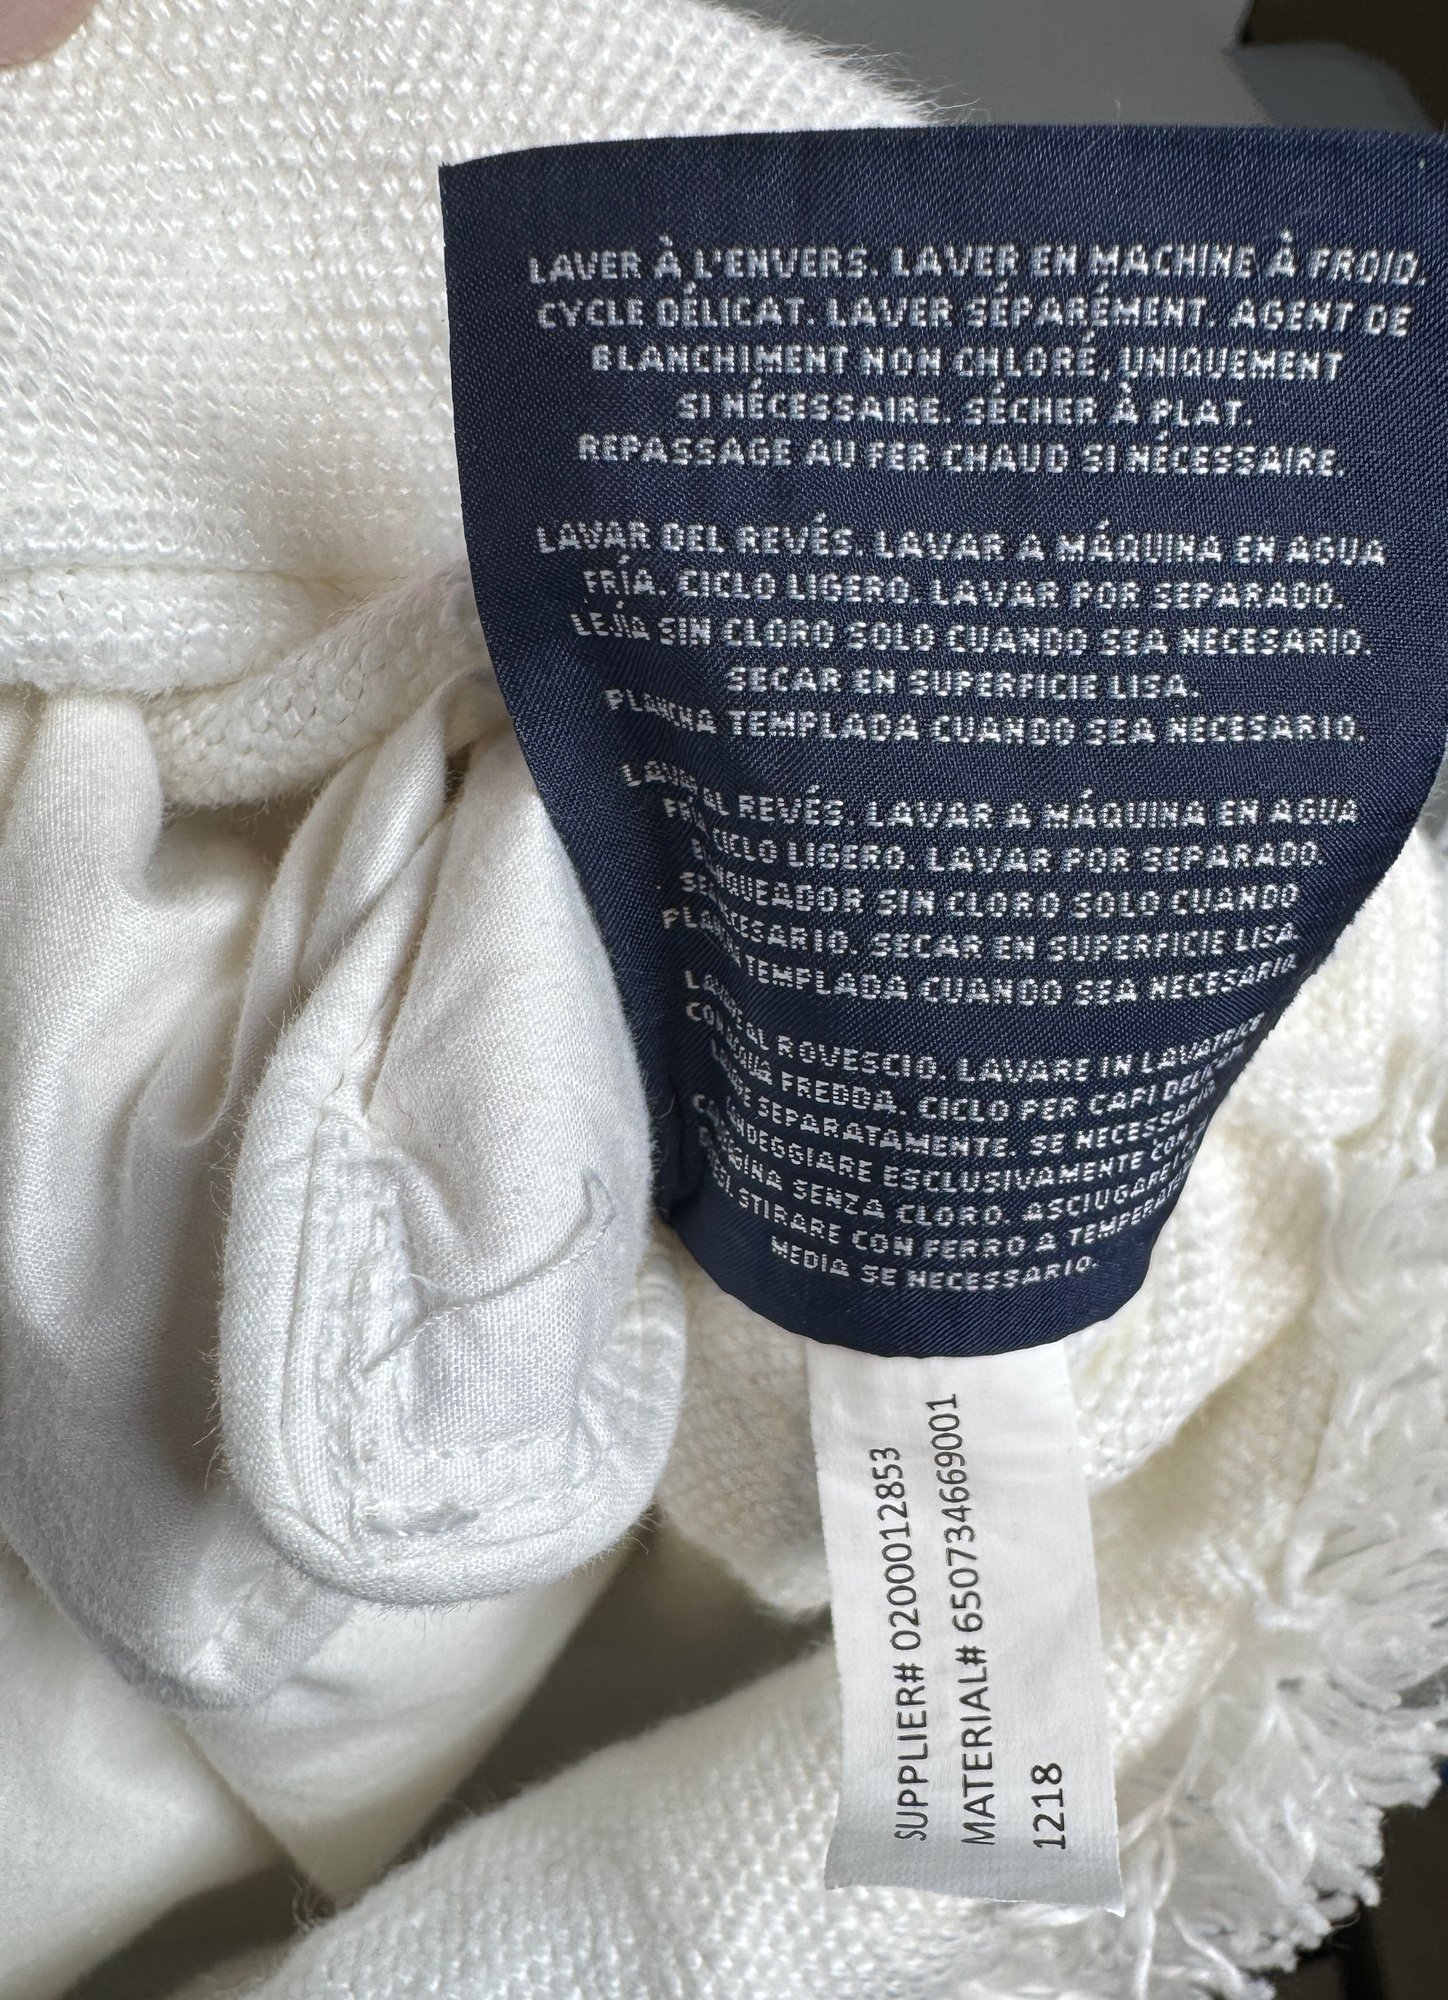 LAVER À L'ENVERS. LAVER EN MACHINE À FROID.
CYCLE DÉLICAT. LAVER SÉPARÉMENT. AGENT DE
BLANCHIMENT NON CHLORÉ, UNIQUEMENT
SI NÉCESSAIRE. SÉCHER À PLAT.
REPASSAGE AU FER CHAUD SI NÉCESSAIRE.
LAVAR DEL REVÉS. LAVAR A MÁQUINA EN AGUA
FRÍA. CICLO LIGERO. LAVAR POR SEPARADO.
LEJÍA SIN CLORO SOLO CUANDO SEA NECESARIO.
SECAR EN SUPERFICIE LISA.
PLANCHA TEMPLADA CUANDO SEA NECESARIO.
AL REVÉS. LAVAR A MÁQUINA EN AGUA
CICLO LIGERO. LAVAR POR SEPARADO.
SIN CLORO SOLO CUANDO
SECAR EN SUPERFICIE LISA
TEMPLADA CUANDO SEA NECESARIO.
AL ROVESCIO. LAVARE IN LAVATRICE
FREDDA. CICLO PER CAPI
SEPARATAMENTE. SE NECESSARIO
ESCLUSIVAMENTE CON
SENZA CLORO. ASCIUGARE
STIRARE CON FERRO A
MEDIA SE NECESSARIO.
SUPPLIER# 0200012853
MATERIAL# 650734669001
1218